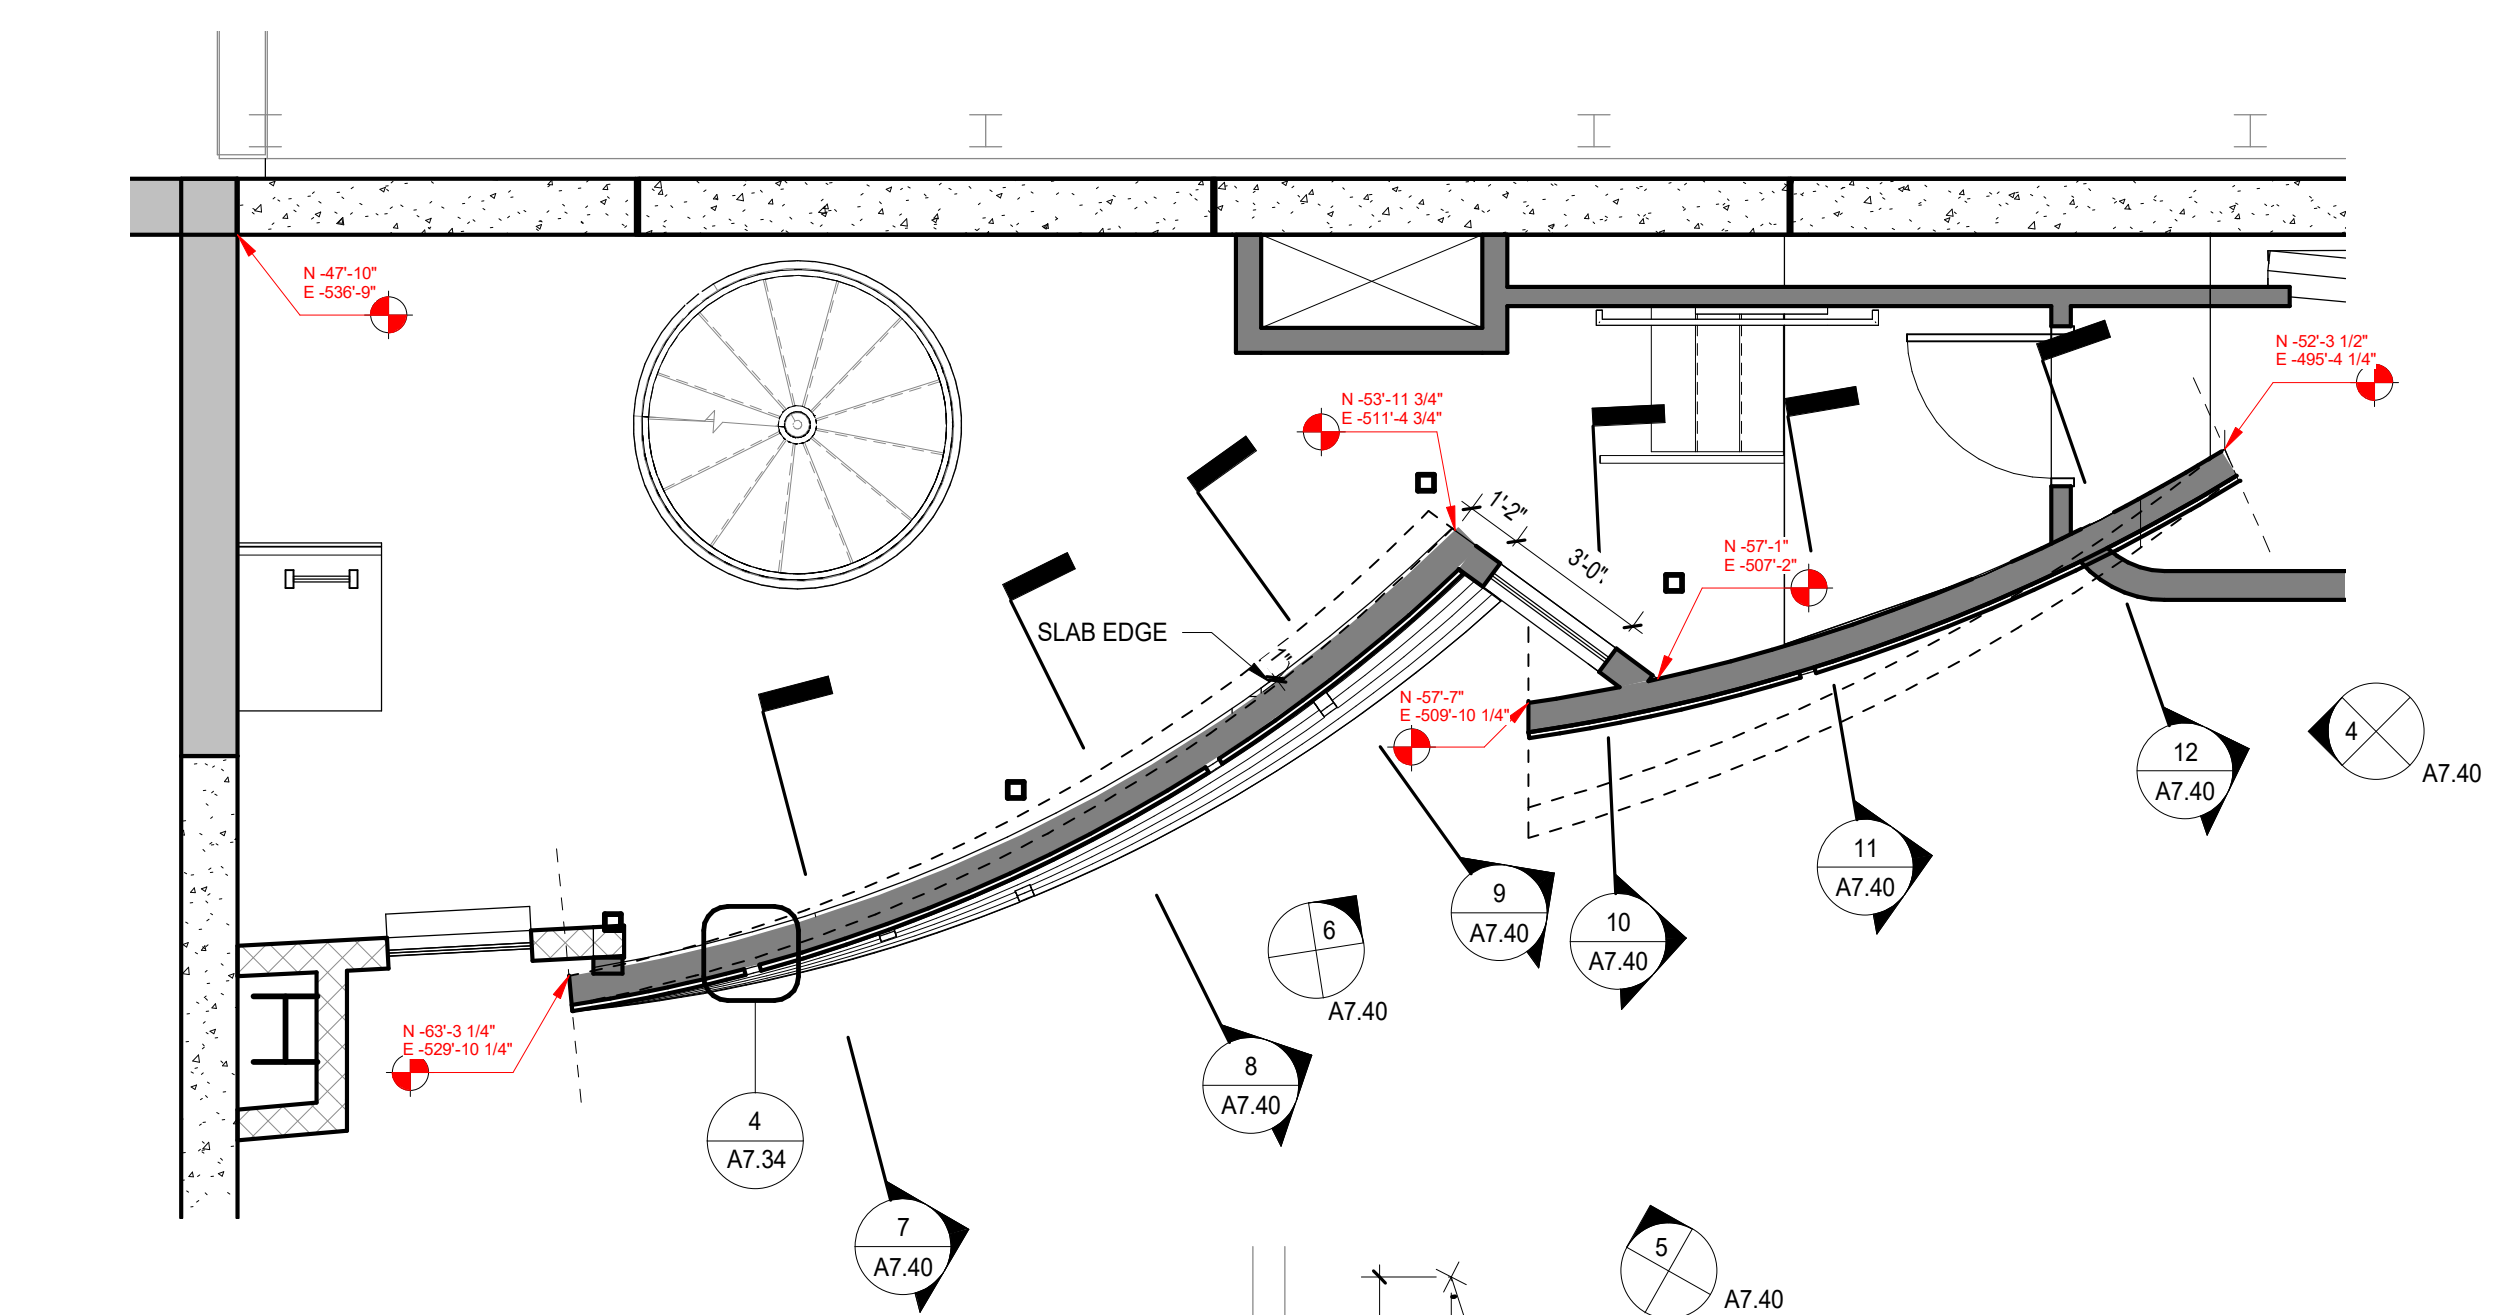 N -47'-10"
E -536'-9"
N -52'-3 1/2"
E -495'-4 1/4"
N -53'-11 3/4"
E -511'-4 3/4"
1'-2"
3'-0"
N -57'-1"
E -507'-2"
SLAB EDGE
1"
N -57'-7"
E -509'-10 1/4"
4
A7.40
12
A7.40
11
A7.40
9
A7.40
10
A7.40
6
A7.40
N -63'-3 1/4"
E -529'-10 1/4"
8
A7.40
4
A7.34
7
A7.40
5
A7.40